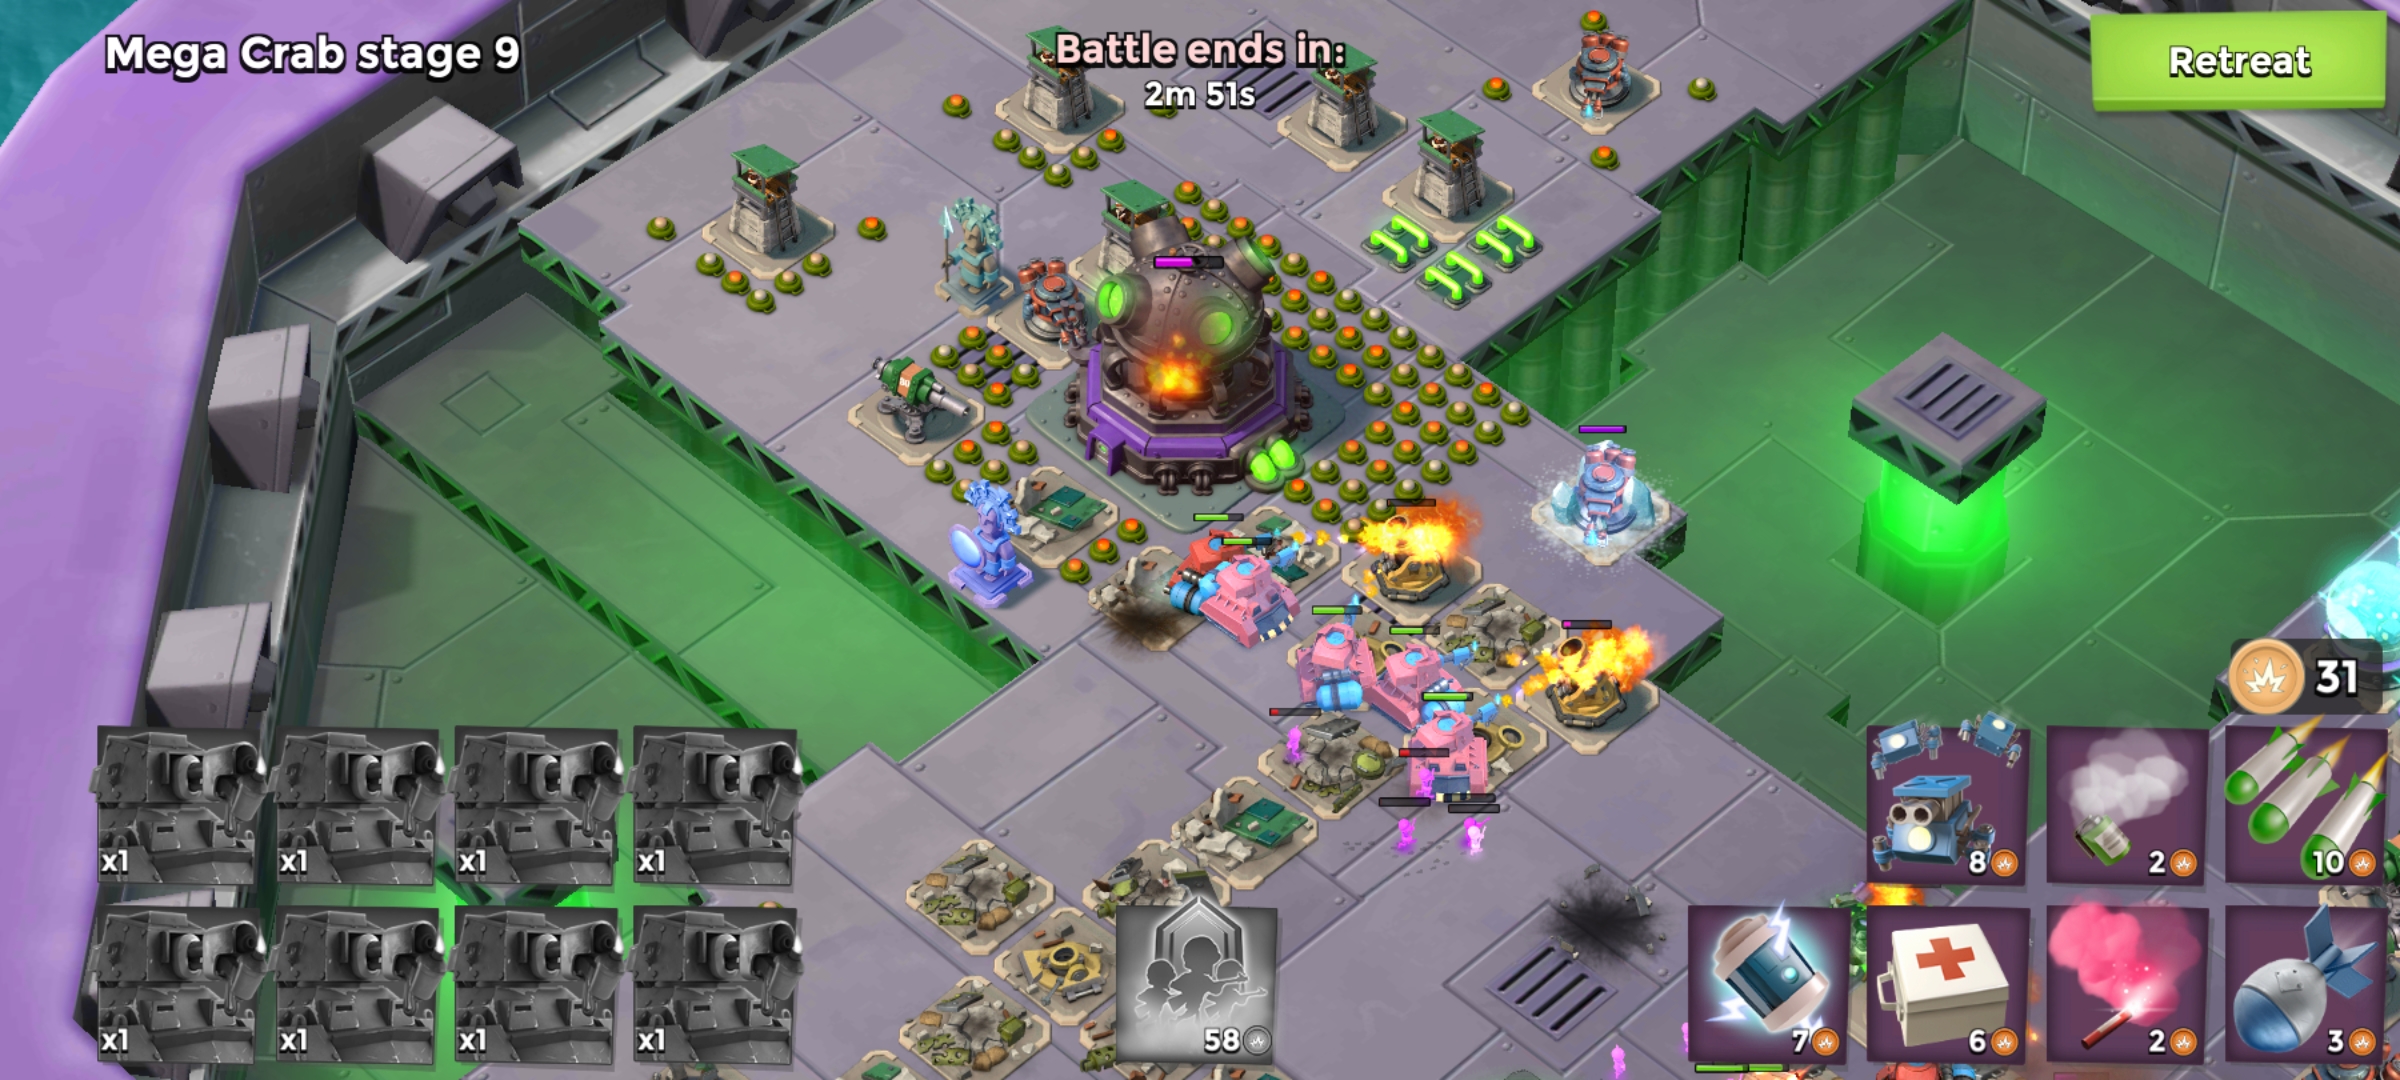 Mega Crab stage 9
Battle ends in:
2m 51s
Retreat
31
x1
x1
x1
x1
8
2
10
x1
x1
x1
x1
58
7
6
2
3